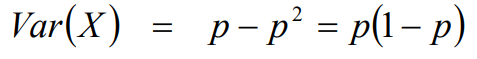 Var(X) = p − p² = p(1 − p)